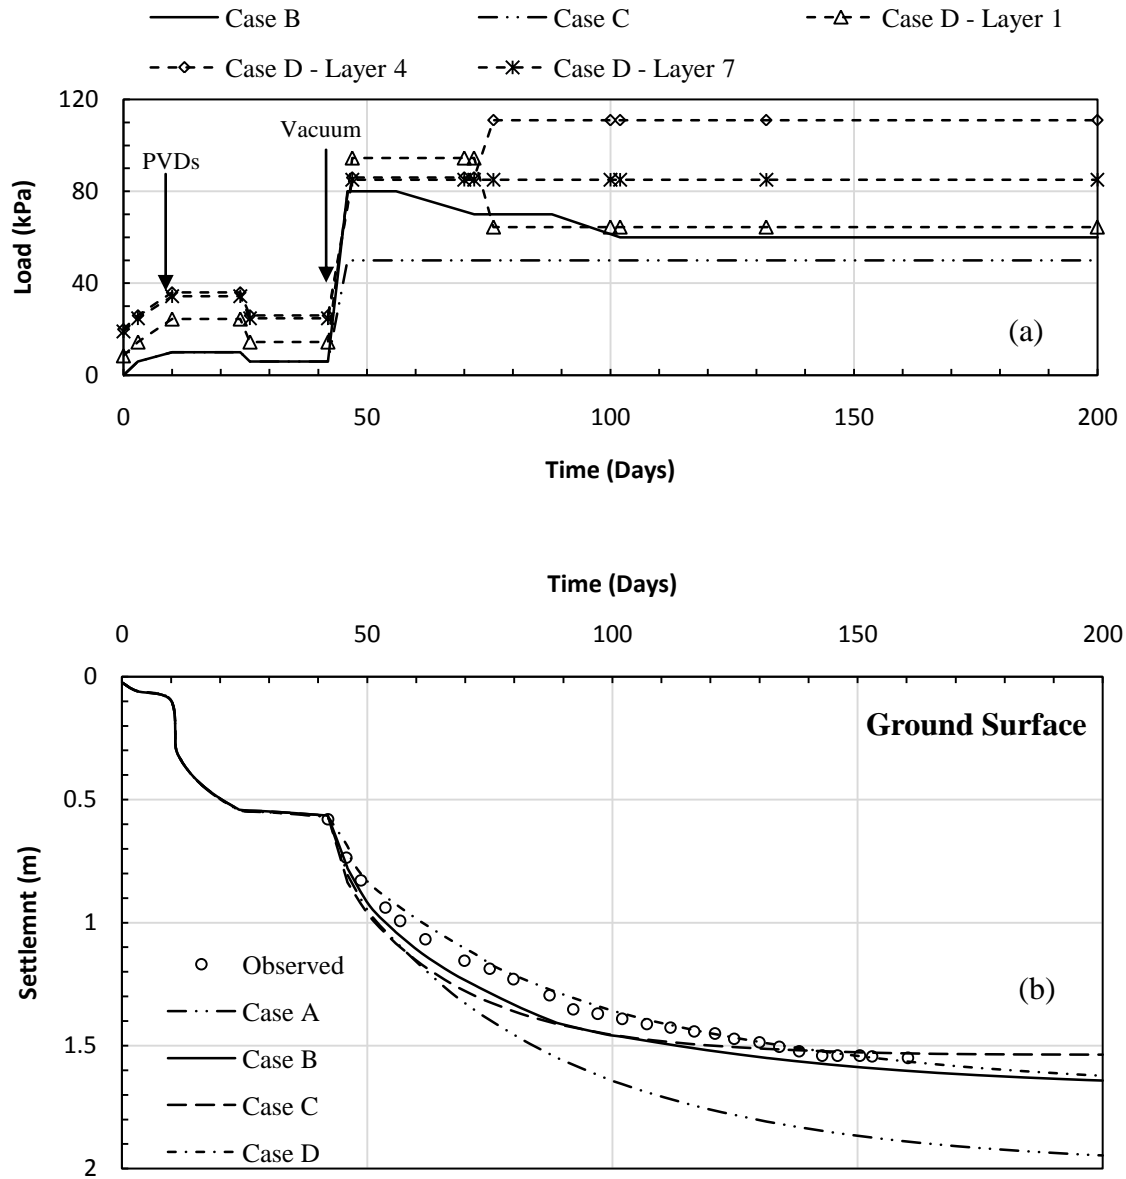 Case B Case C Case D - Layer 1
Case D - Layer 4 Case D - Layer 7
120
80
40
0
Load (kPa)
PVDs
Vacuum
(a)
0 50 100 150 200
Time (Days)
Time (Days)
0 50 100 150 200
0
0.5
1
1.5
2
Settlemnt (m)
Ground Surface
(b)
Observed
Case A
Case B
Case C
Case D